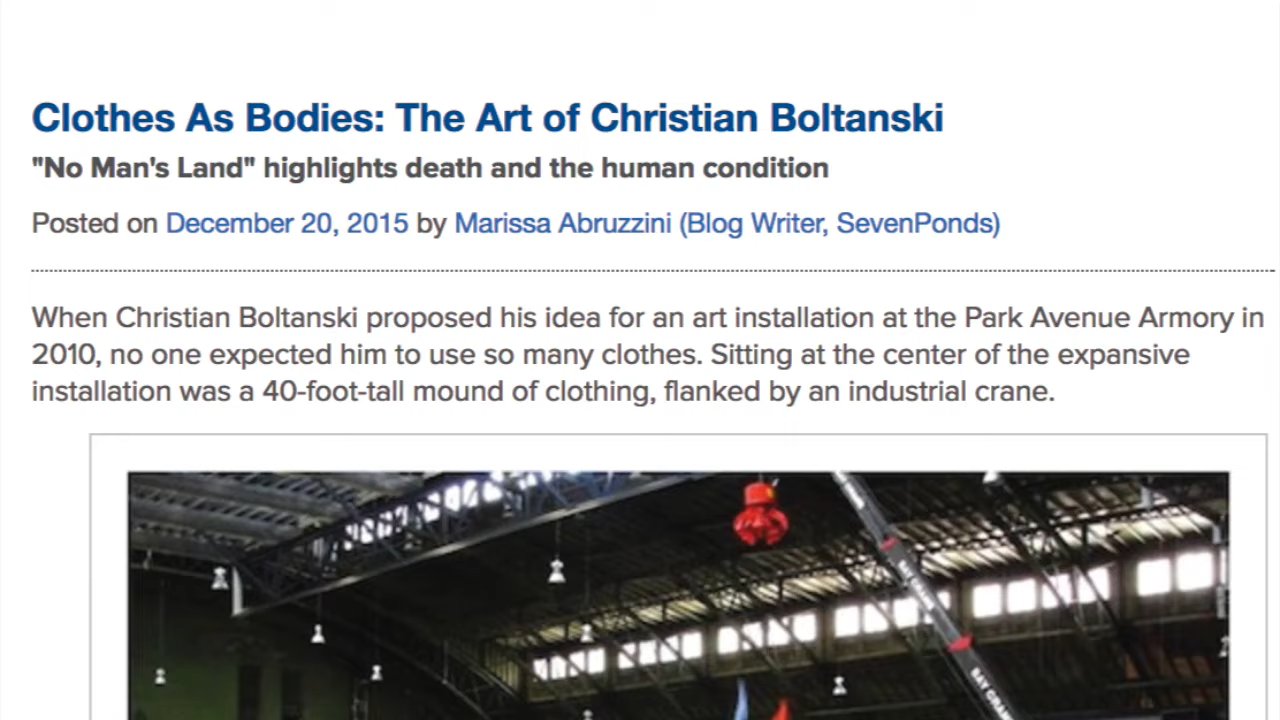 Clothes As Bodies: The Art of Christian Boltanski
"No Man's Land" highlights death and the human condition
Posted on December 20, 2015 by Marissa Abruzzini (Blog Writer, SevenPonds)
When Christian Boltanski proposed his idea for an art installation at the Park Avenue Armory in
2010, no one expected him to use so many clothes. Sitting at the center of the expansive
installation was a 40-foot-tall mound of clothing, flanked by an industrial crane.